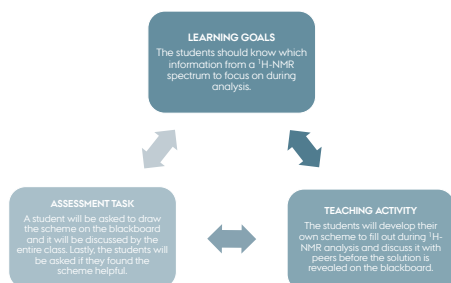 LEARNING GOALS
The students should know which
information from a ¹H-NMR
spectrum to focus on during
analysis.
ASSESSMENT TASK
A student will be asked to draw
the scheme on the blackboard
and it will be discussed by the
entire class. Lastly, the students will
be asked if they found the
scheme helpful.
TEACHING ACTIVITY
The students will develop their
own scheme to fill out during ¹H-
NMR analysis and discuss it with
peers before the solution is
revealed on the blackboard.